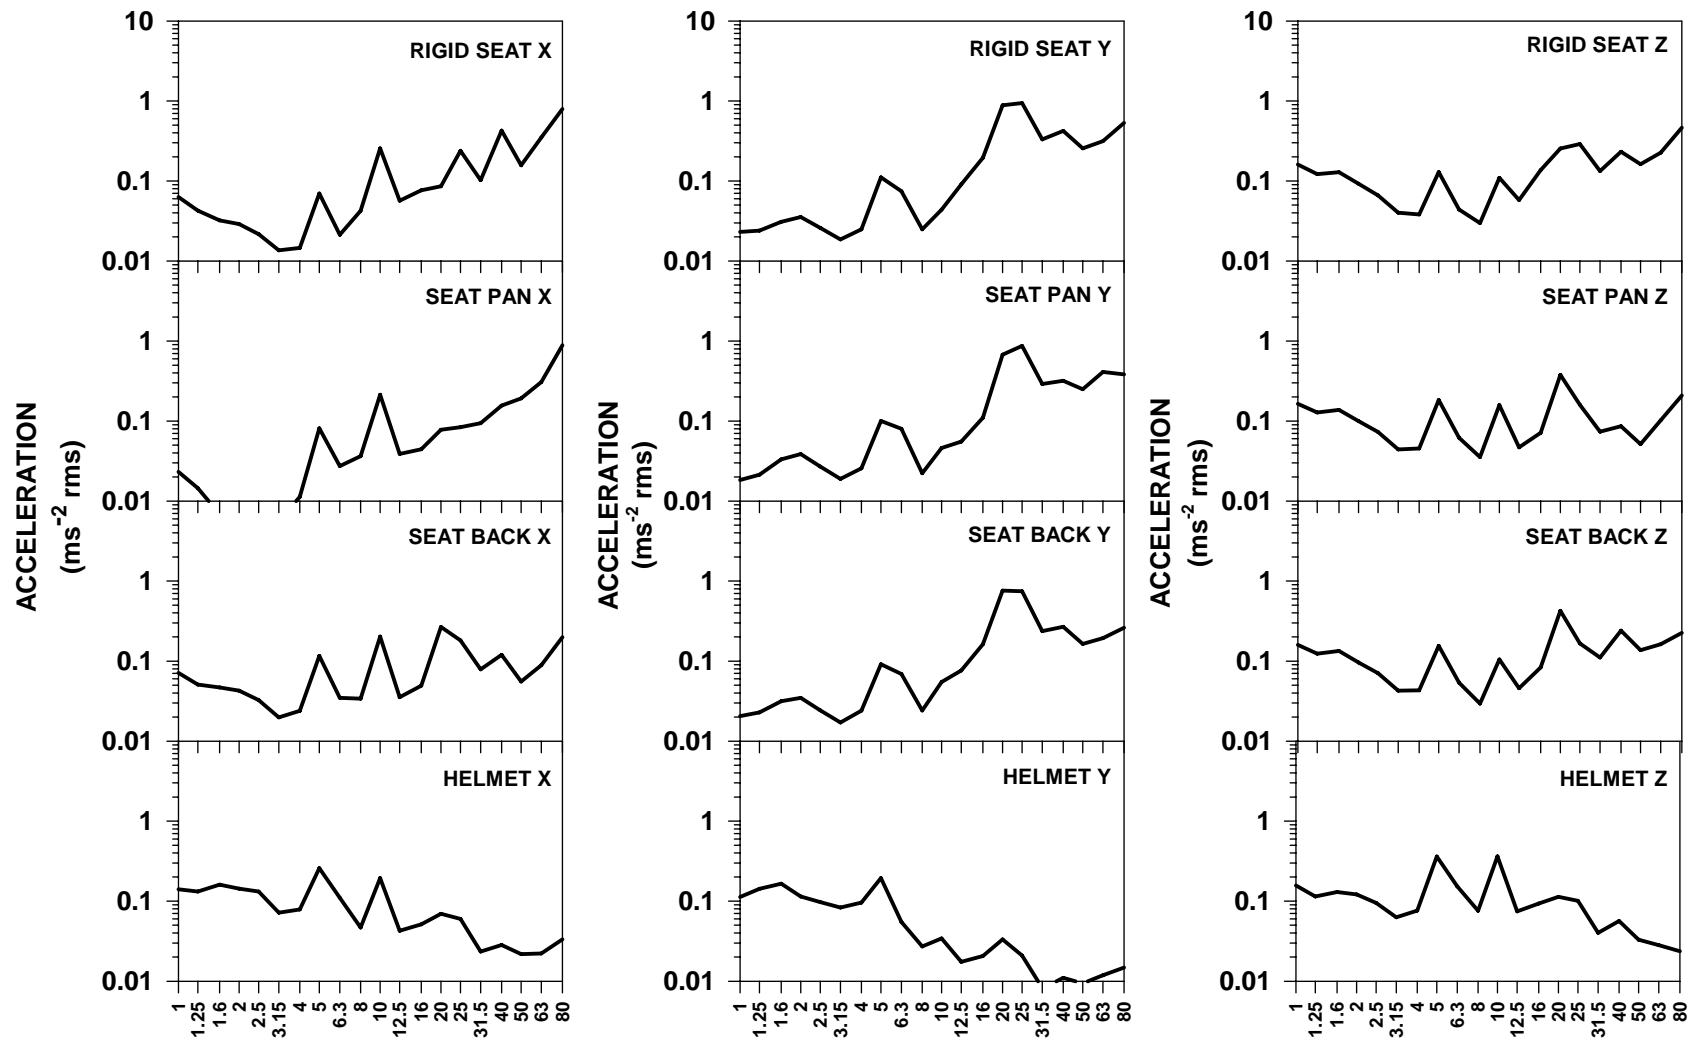 10
RIGID SEAT X
1
0.1
0.01
SEAT PAN X
1
0.1
0.01
SEAT BACK X
1
0.1
0.01
HELMET X
1
0.1
0.01
ACCELERATION
(ms-2 rms)
1 1.25 1.6 2 2.5 3.15 4 5 6.3 8 10 12.5 16 20 25 31.5 40 50 63 80
10
RIGID SEAT Y
1
0.1
0.01
SEAT PAN Y
1
0.1
0.01
SEAT BACK Y
1
0.1
0.01
HELMET Y
1
0.1
0.01
ACCELERATION
(ms-2 rms)
1 1.25 1.6 2 2.5 3.15 4 5 6.3 8 10 12.5 16 20 25 31.5 40 50 63 80
10
RIGID SEAT Z
1
0.1
0.01
SEAT PAN Z
1
0.1
0.01
SEAT BACK Z
1
0.1
0.01
HELMET Z
1
0.1
0.01
ACCELERATION
(ms-2 rms)
1 1.25 1.6 2 2.5 3.15 4 5 6.3 8 10 12.5 16 20 25 31.5 40 50 63 80